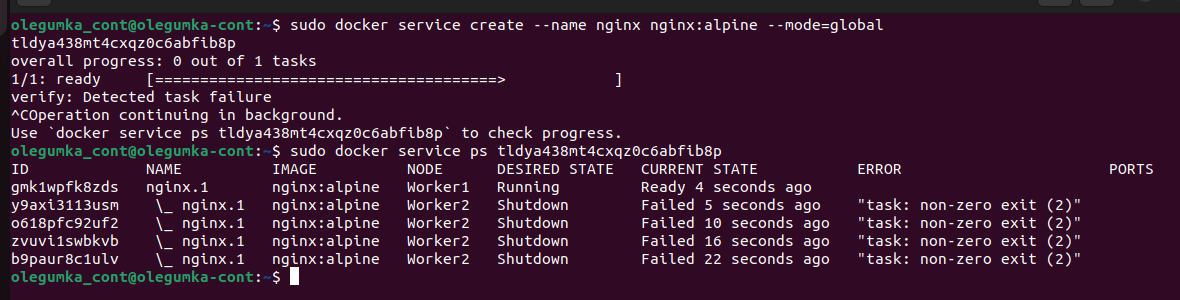 olegumka_cont@olegumka-cont:~$ sudo docker service create --name nginx nginx:alpine --mode=global
tldya438mt4cxqz0c6abfib8p
overall progress: 0 out of 1 tasks
1/1: ready     [=====================================>            ]
verify: Detected task failure
^COperation continuing in background.
Use `docker service ps tldya438mt4cxqz0c6abfib8p` to check progress.
olegumka_cont@olegumka-cont:~$ sudo docker service ps tldya438mt4cxqz0c6abfib8p
ID             NAME          IMAGE          NODE      DESIRED STATE   CURRENT STATE           ERROR                       PORTS
gmk1wpfk8zds   nginx.1       nginx:alpine   Worker1   Running         Ready 4 seconds ago
y9axi3113usm    \_ nginx.1   nginx:alpine   Worker2   Shutdown        Failed 5 seconds ago    "task: non-zero exit (2)"
o618pfc92uf2    \_ nginx.1   nginx:alpine   Worker2   Shutdown        Failed 10 seconds ago   "task: non-zero exit (2)"
zvuvi1swbkvb    \_ nginx.1   nginx:alpine   Worker2   Shutdown        Failed 16 seconds ago   "task: non-zero exit (2)"
b9paur8c1ulv    \_ nginx.1   nginx:alpine   Worker2   Shutdown        Failed 22 seconds ago   "task: non-zero exit (2)"
olegumka_cont@olegumka-cont:~$